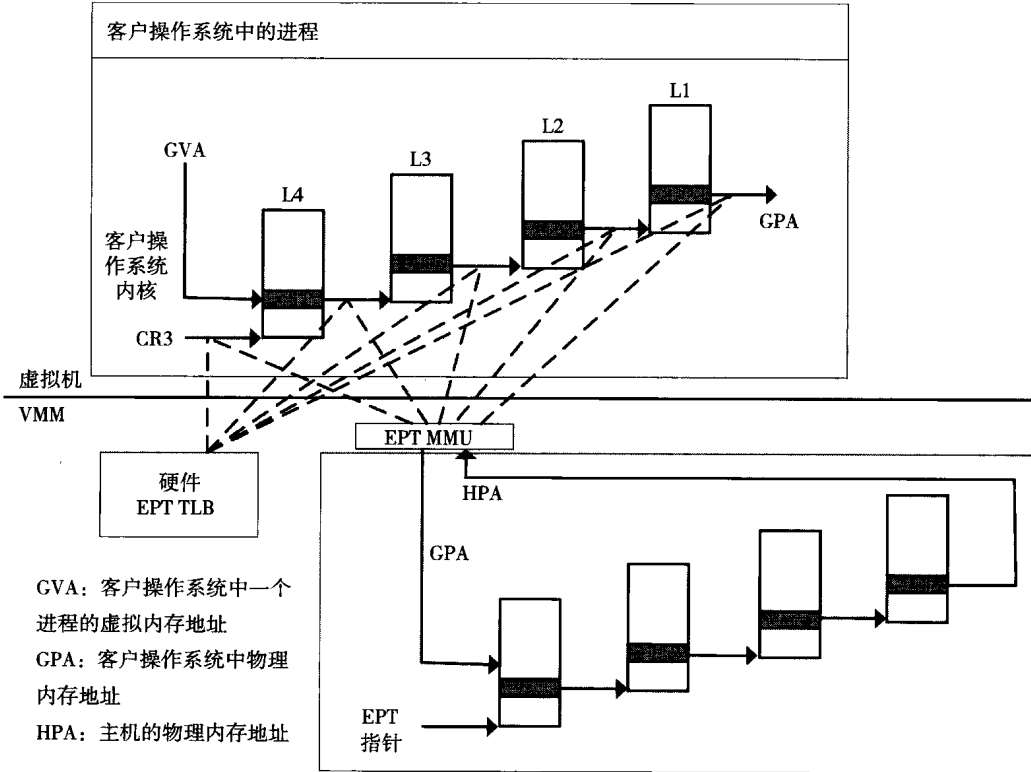 客户操作系统中的进程
L1
L2
L3
GVA
L4
GPA
客户操
作系统
内核
CR3
虚拟机
VMM
EPT MMU
硬件
EPT TLB
HPA
GPA
GVA：客户操作系统中一个
进程的虚拟内存地址
GPA：客户操作系统中物理
内存地址
HPA：主机的物理内存地址
EPT
指针